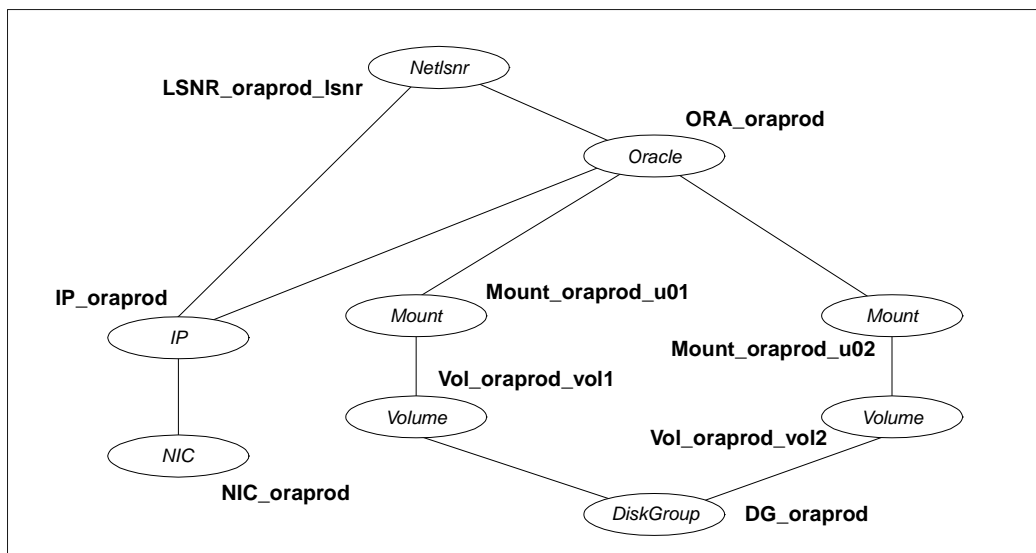 Netlsnr
LSNR_oraprod_lsnr
ORA_oraprod
Oracle
IP_oraprod
Mount_oraprod_u01
IP
Mount
Mount
Mount_oraprod_u02
Vol_oraprod_vol1
Volume
Volume
Vol_oraprod_vol2
NIC
NIC_oraprod
DiskGroup
DG_oraprod